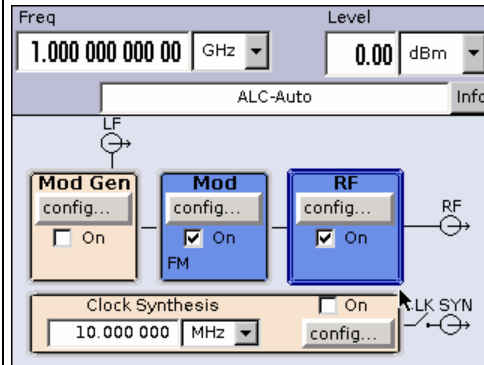 Freq Level
1.000 000 000 00 GHz 0.00 dBm
ALC-Auto Info
LF
Mod Gen Mod RF
config... config... config... RF
On On On
FM
Clock Synthesis On CLK SYN
10.000 000 MHz config...